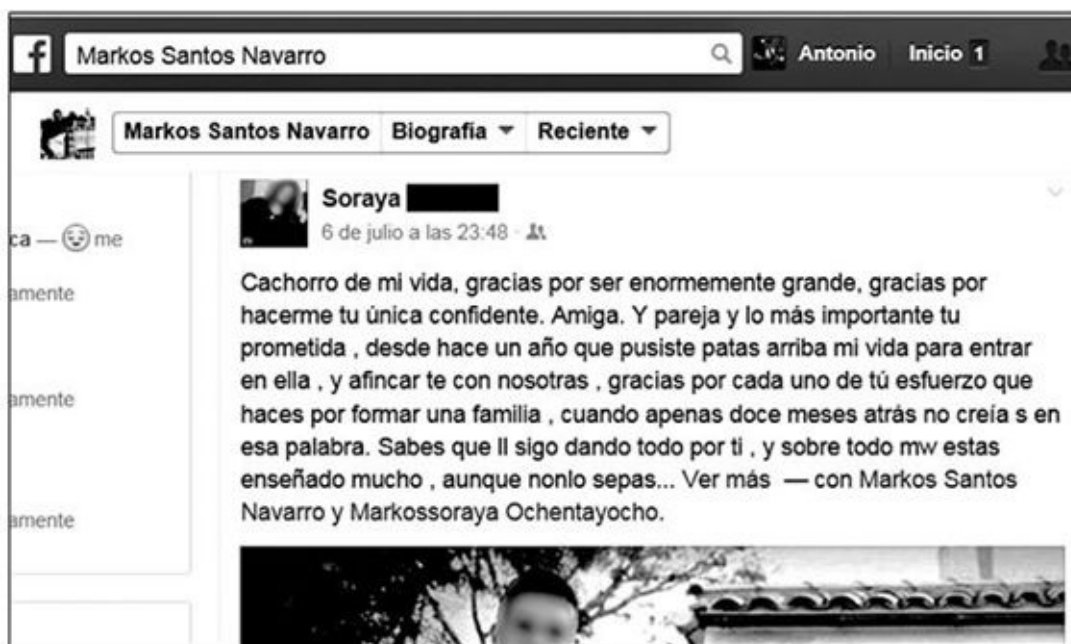 f
Markos Santos Navarro
Antonio
Inicio 1
Markos Santos Navarro Biografía Reciente
Soraya
6 de julio a las 23:48
ca — me
amente
amente
amente
Cachorro de mi vida, gracias por ser enormemente grande, gracias por
hacerme tu única confidente. Amiga. Y pareja y lo más importante tu
prometida , desde hace un año que pusiste patas arriba mi vida para entrar
en ella , y afincar te con nosotras , gracias por cada uno de tú esfuerzo que
haces por formar una familia , cuando apenas doce meses atrás no creía s en
esa palabra. Sabes que ll sigo dando todo por ti , y sobre todo mw estas
enseñado mucho , aunque nonlo sepas... Ver más — con Markos Santos
Navarro y Markossoraya Ochentayocho.